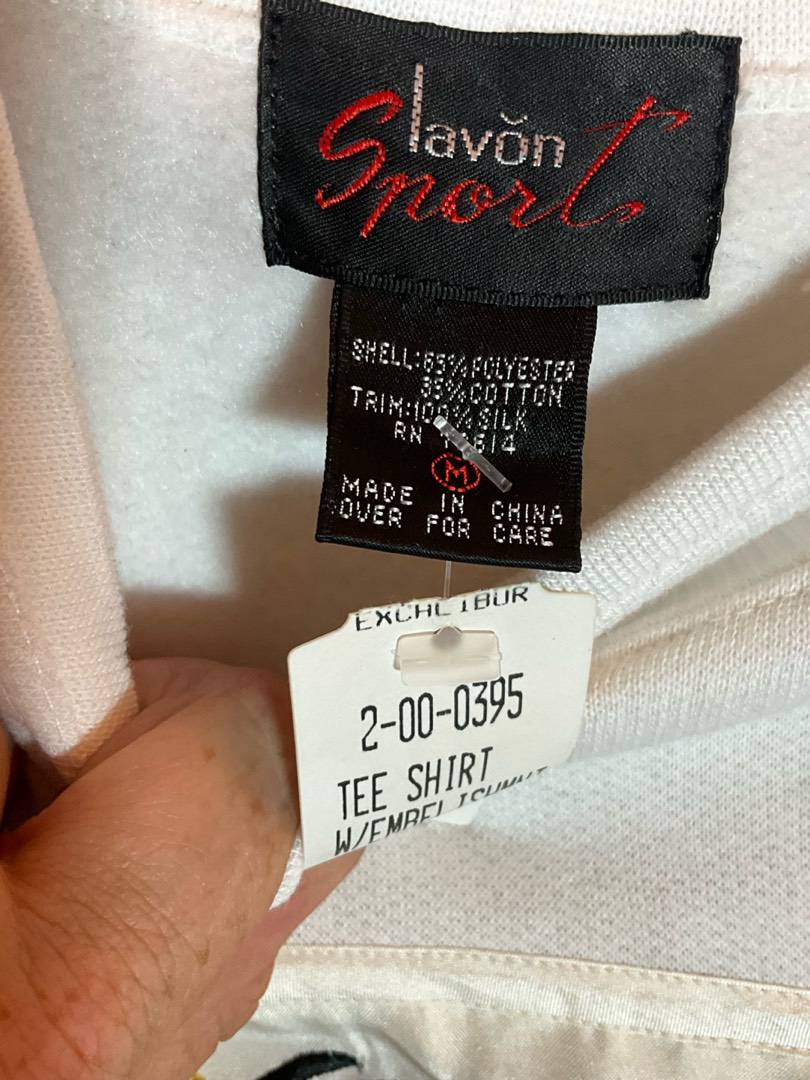 lavŏn
Sport
SHELL:65%POLYESTER
35%COTTON
TRIM:100%SILK
RN
M
MADE IN CHINA
OVER FOR CARE
EXCALIBUR
2-00-0395
TEE SHIRT